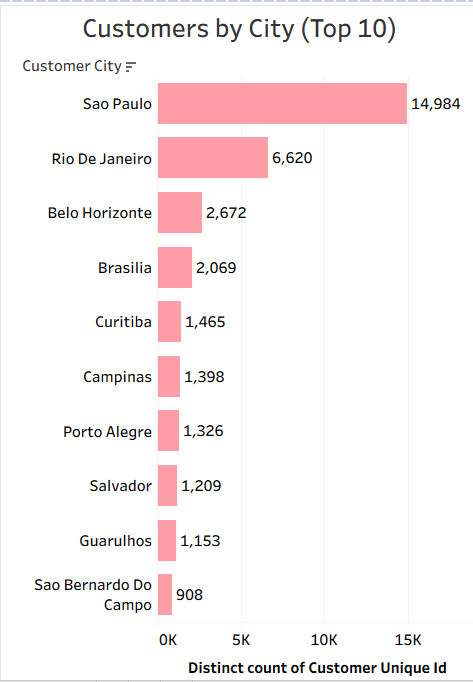 Customers by City (Top 10)
Customer City
Sao Paulo 14,984
Rio De Janeiro 6,620
Belo Horizonte 2,672
Brasilia 2,069
Curitiba 1,465
Campinas 1,398
Porto Alegre 1,326
Salvador 1,209
Guarulhos 1,153
Sao Bernardo Do
Campo 908
0K 5K 10K 15K
Distinct count of Customer Unique Id